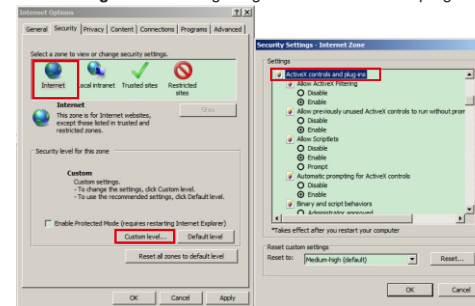 Internet Options
? X
General Security Privacy Content Connections Programs Advanced
Select a zone to view or change security settings.
Internet
Local intranet
Trusted sites
Restricted sites
Internet
This zone is for Internet websites,
except those listed in trusted and
restricted zones.
Sites
Security level for this zone
Custom
Custom settings.
- To change the settings, click Custom level.
- To use the recommended settings, click Default level.
Enable Protected Mode (requires restarting Internet Explorer)
Custom level...
Default level
Reset all zones to default level
OK
Cancel
Apply
Security Settings - Internet Zone
Settings
ActiveX controls and plug-ins
Allow ActiveX Filtering
Disable
Enable
Allow previously unused ActiveX controls to run without pror
Disable
Enable
Allow Scriptlets
Disable
Enable
Prompt
Automatic prompting for ActiveX controls
Disable
Enable
Binary and script behaviors
Administrator approved
*Takes effect after you restart your computer
Reset custom settings
Reset to:
Medium-high (default)
Reset...
OK
Cancel